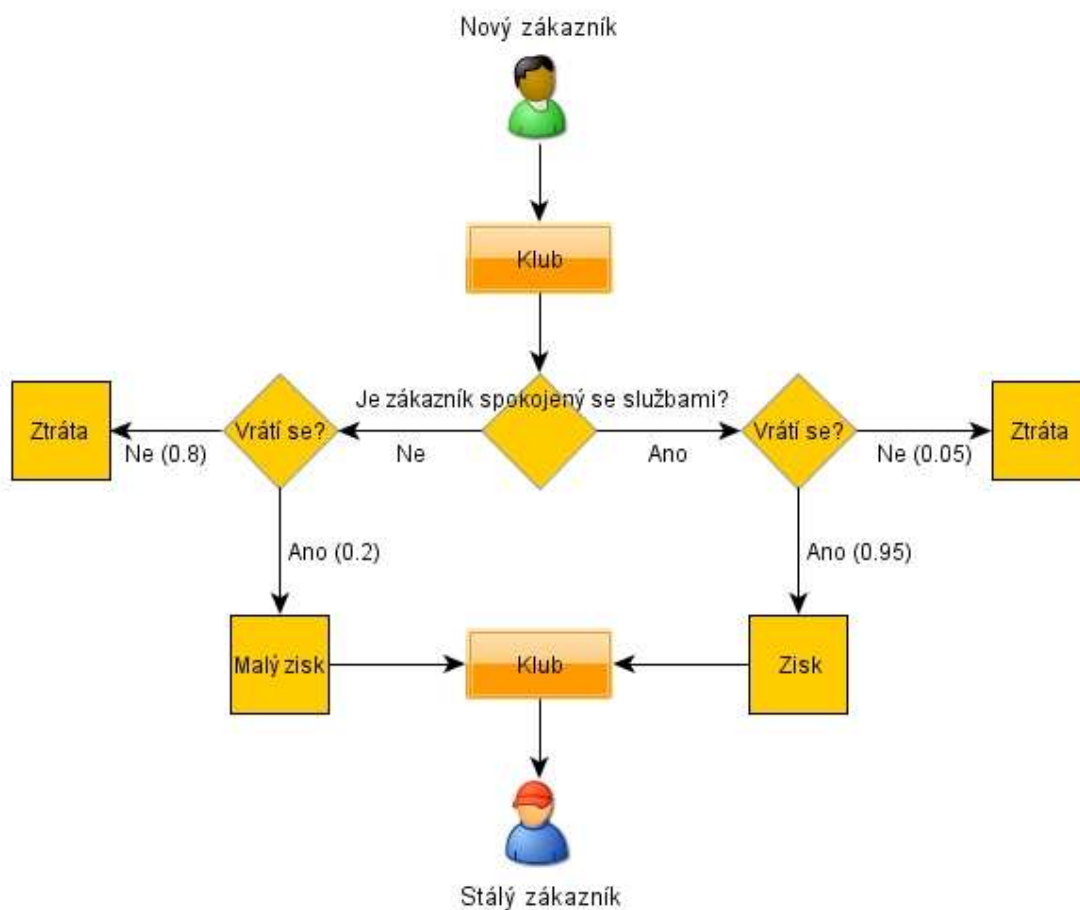 Nový zákazník
Klub
Je zákazník spokojený se službami?
Ztráta
Ne (0.8)
Vrátí se?
Ne
Ano
Vrátí se?
Ne (0.05)
Ztráta
Ano (0.2)
Ano (0.95)
Malý zisk
Klub
Zisk
Stálý zákazník